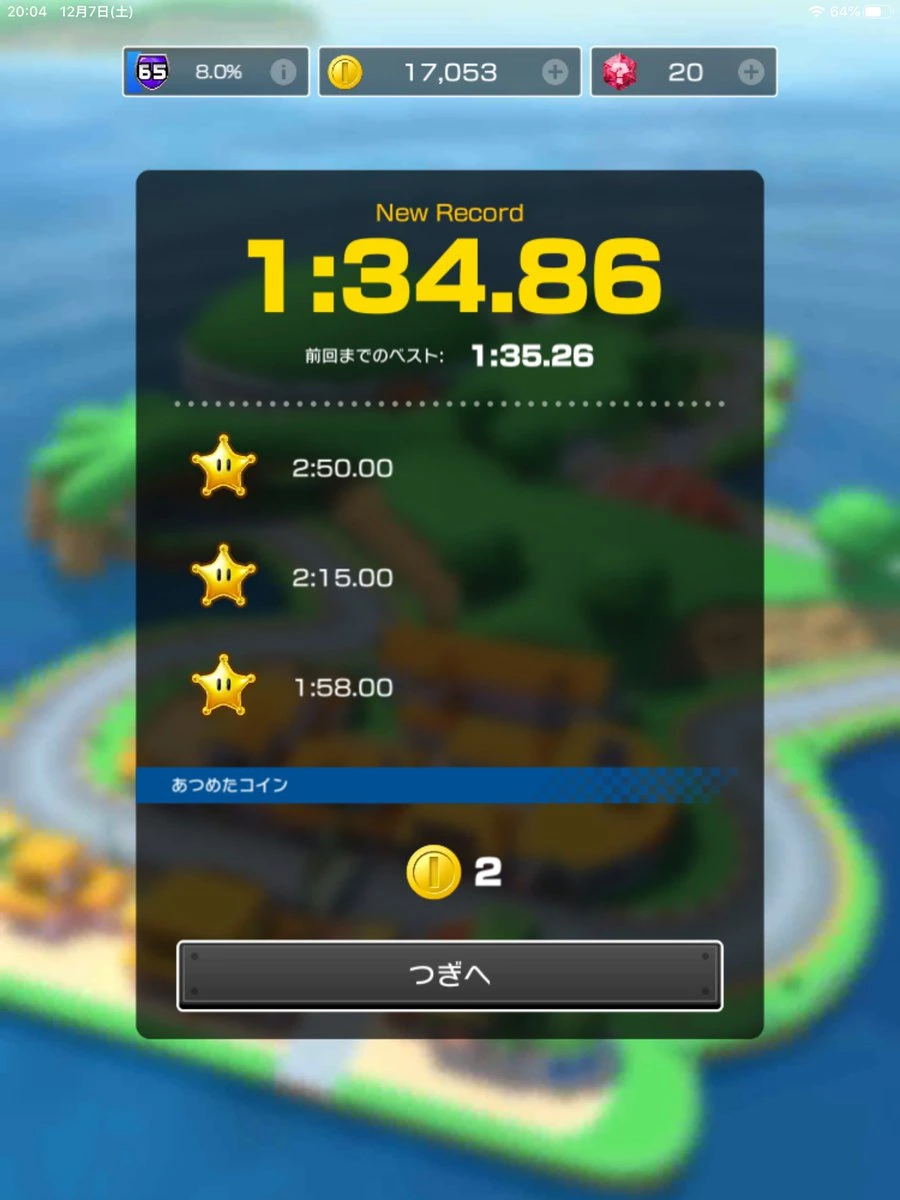 20:04 12月7日(土) 64%
65 8.0% i 17,053 + ? 20 +
New Record
1:34.86
前回までのベスト: 1:35.26
2:50.00
2:15.00
1:58.00
あつめたコイン
2
つぎへ